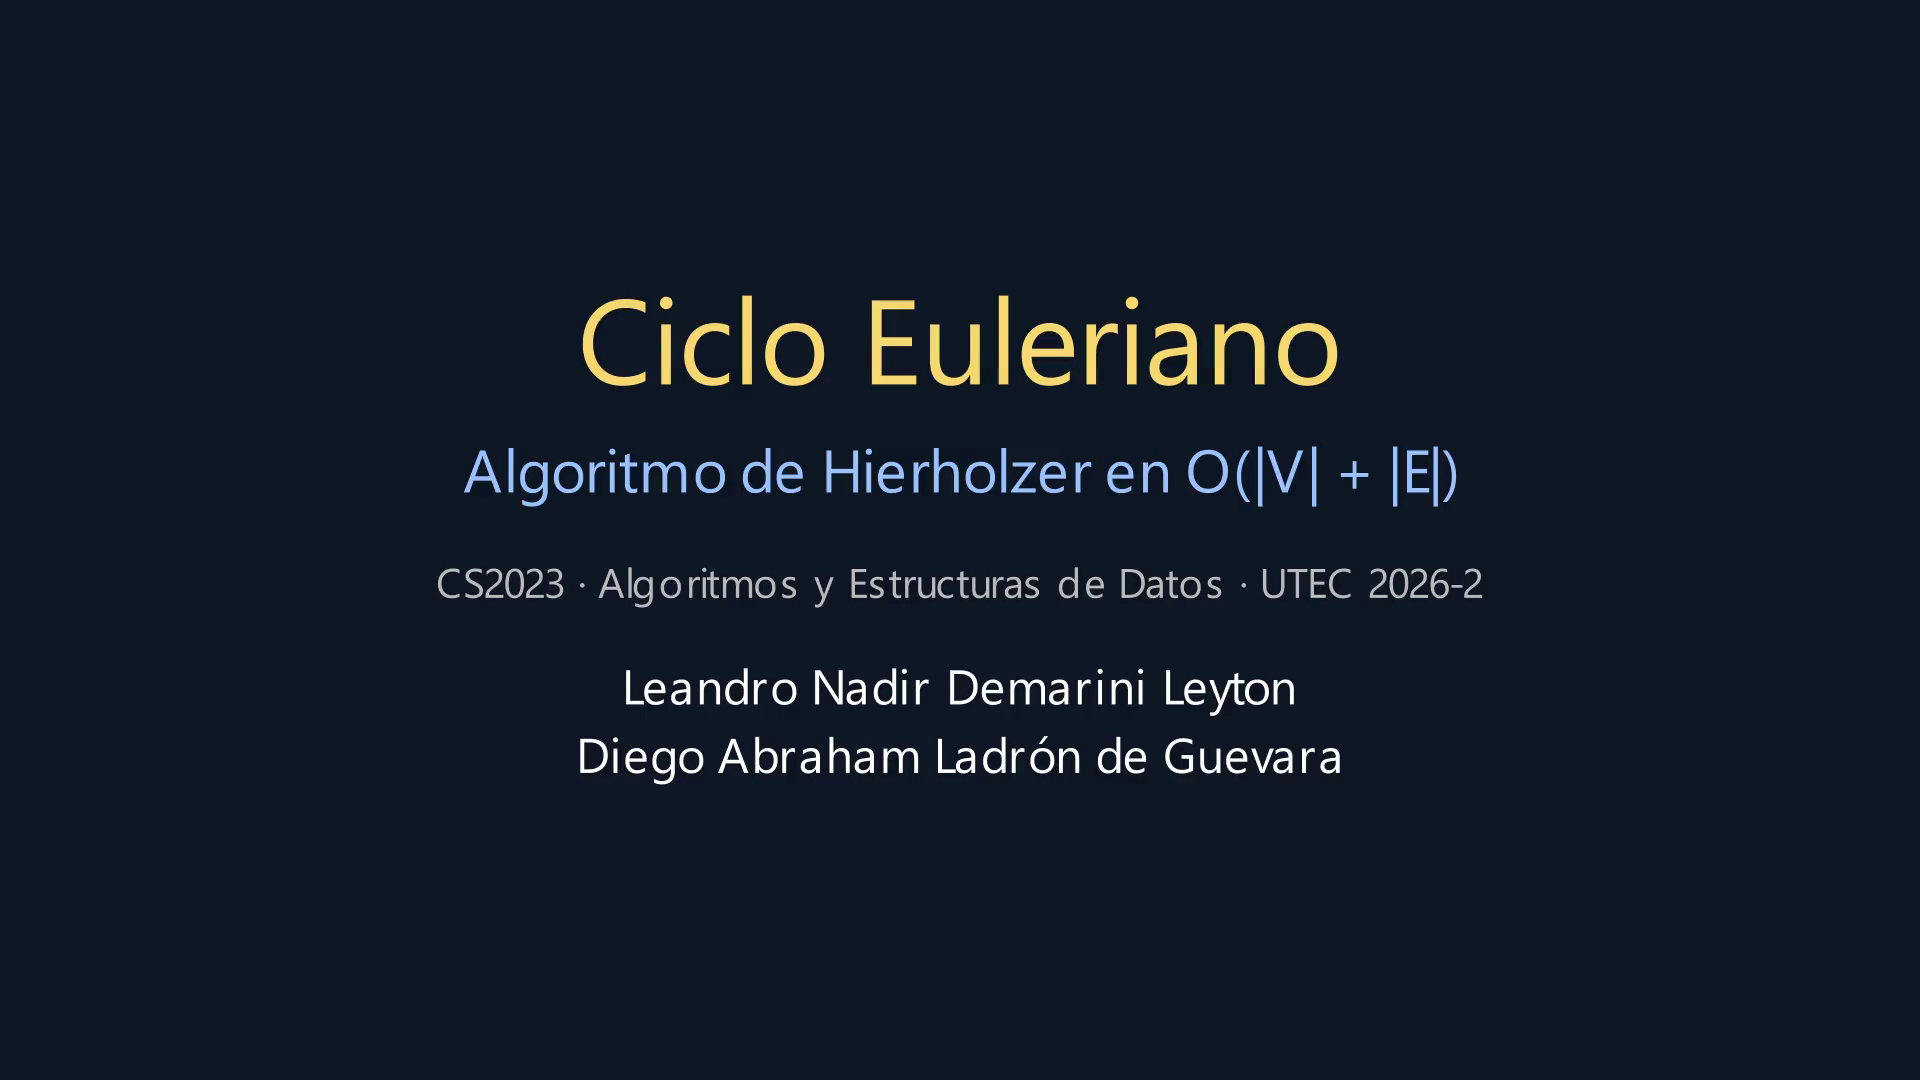 Ciclo Euleriano
Algoritmo de Hierholzer en O(|V| + |E|)
CS2023 · Algoritmos y Estructuras de Datos · UTEC 2026-2
Leandro Nadir Demarini Leyton
Diego Abraham Ladrón de Guevara